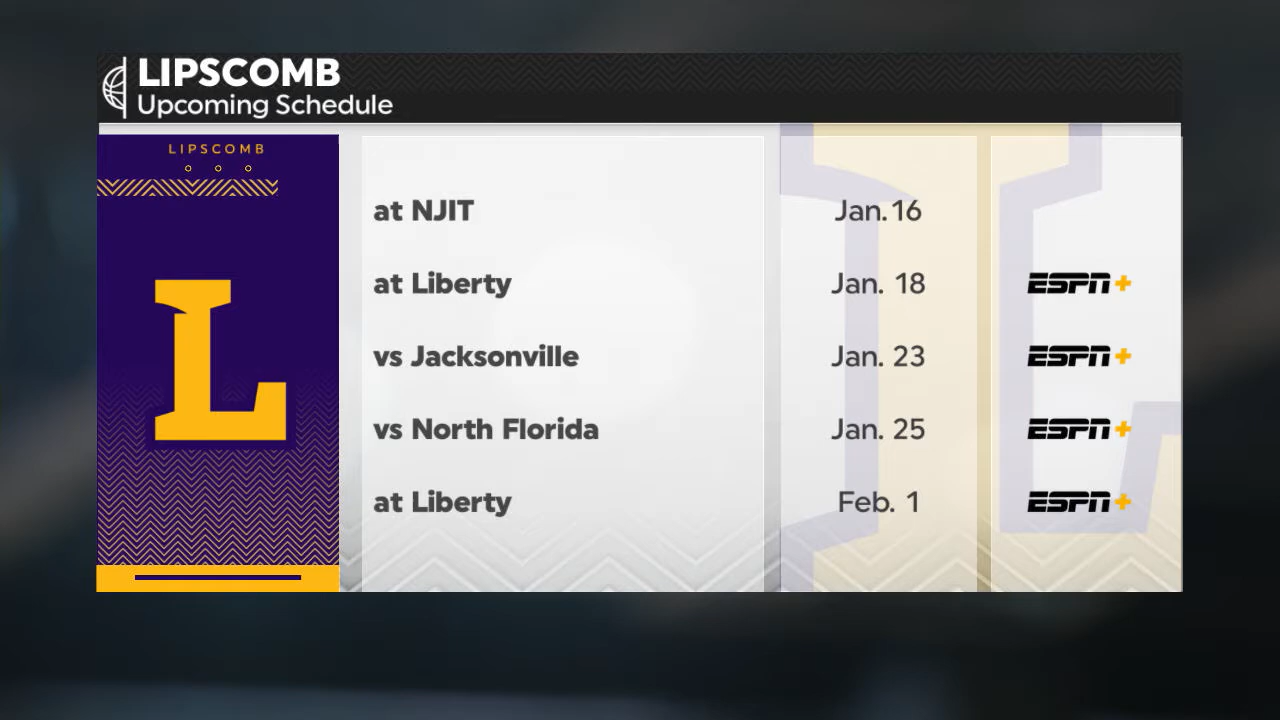 LIPSCOMB
Upcoming Schedule
LIPSCOMB
L
at NJIT Jan. 16
at Liberty Jan. 18 ESPN+
vs Jacksonville Jan. 23 ESPN+
vs North Florida Jan. 25 ESPN+
at Liberty Feb. 1 ESPN+